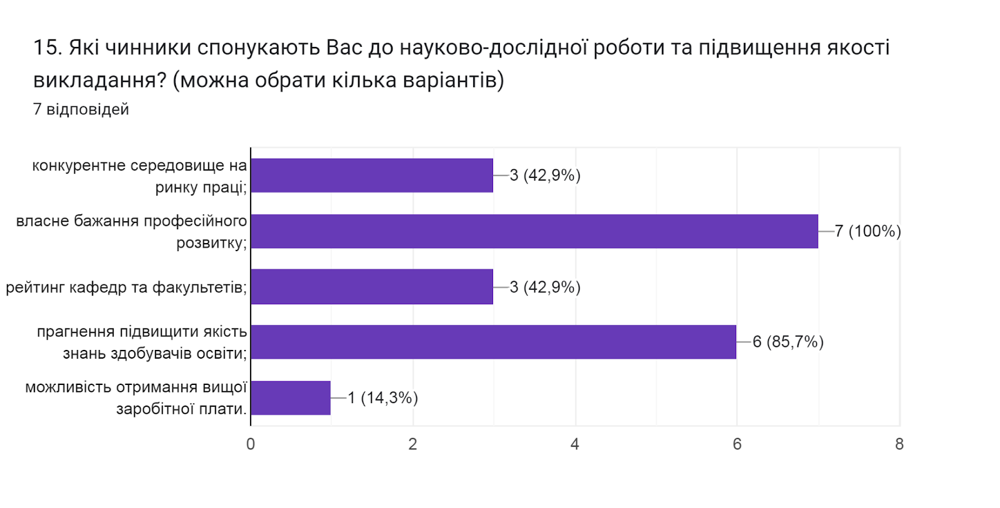 15. Які чинники спонукають Вас до науково-дослідної роботи та підвищення якості
викладання? (можна обрати кілька варіантів)
7 відповідей
конкурентне середовище на
ринку праці;
3 (42,9%)
власне бажання професійного
розвитку;
7 (100%)
рейтинг кафедр та факультетів;
3 (42,9%)
прагнення підвищити якість
знань здобувачів освіти;
6 (85,7%)
можливість отримання вищої
заробітної плати.
1 (14,3%)
0 2 4 6 8